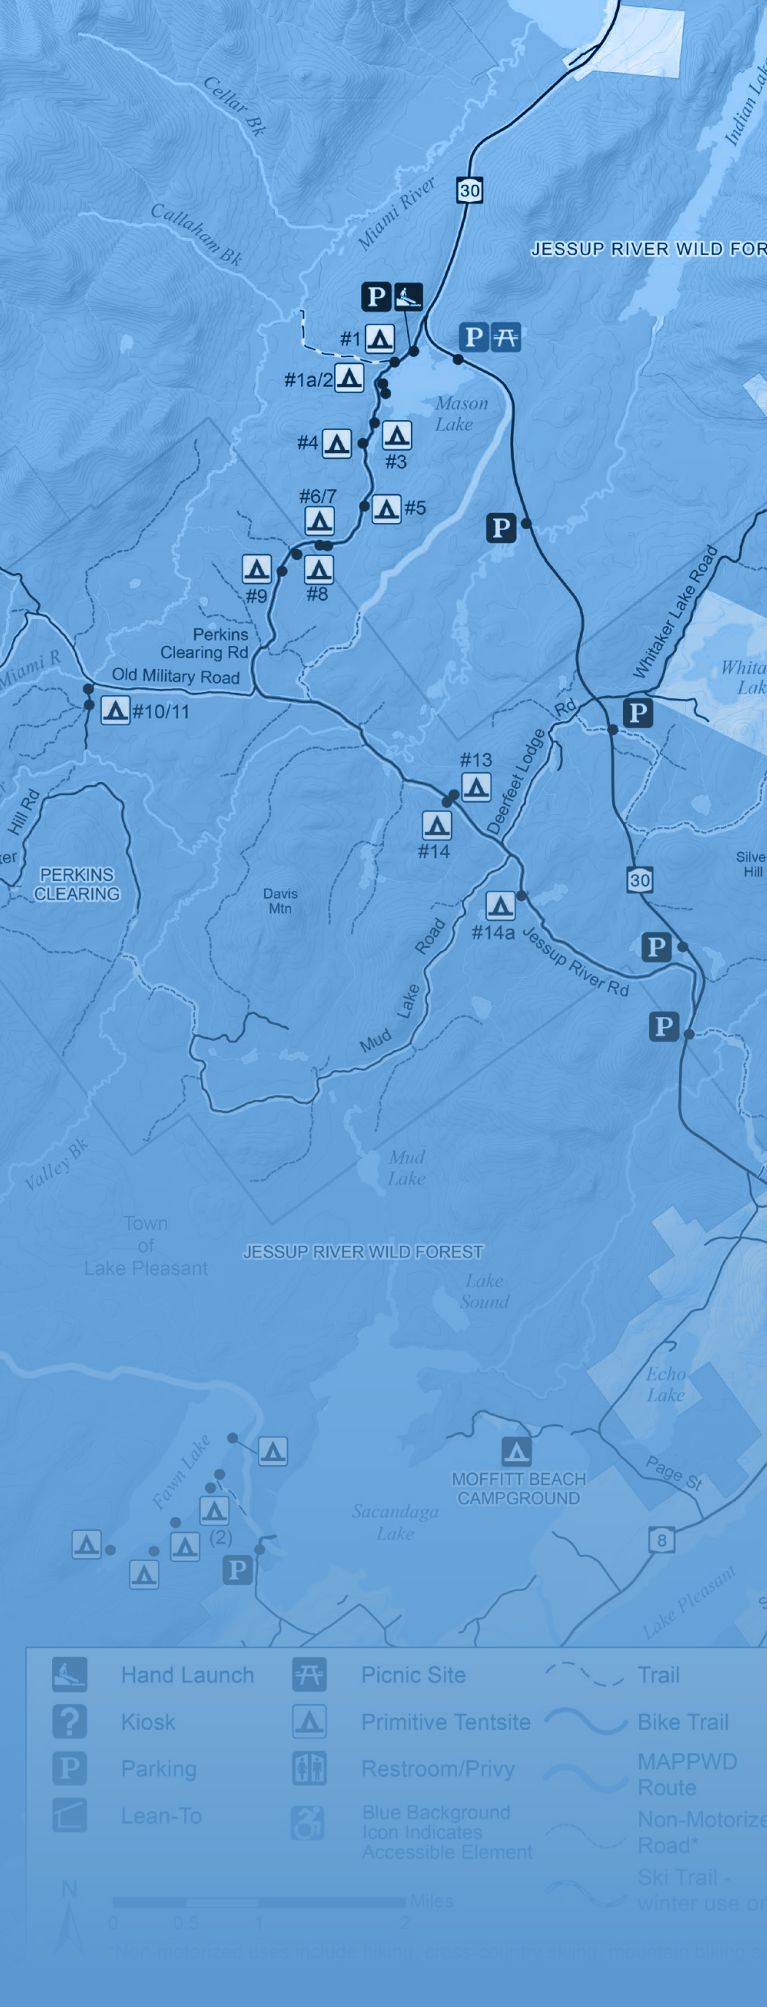 Cellar Bk
Indian Lake
30
Miami River
Callaham Bk
JESSUP RIVER WILD FOR
P
#1
P
#1a/2
Mason
Lake
#4
#3
#6/7
#5
P
#9
#8
Whitaker Lake Road
Perkins
Clearing Rd
Miami R
Old Military Road
Whita
Lak
#10/11
Rd
P
Deerfeet Lodge
#13
#14
Hill Rd
ter
PERKINS
CLEARING
Silve
Hill
30
Davis
Mtn
#14a
Jessup River Rd
P
Mud Lake Road
P
Valley Bk
Mud
Lake
Town
of
Lake Pleasant
JESSUP RIVER WILD FOREST
Lake
Sound
Echo
Lake
Fawn Lake
MOFFITT BEACH
CAMPGROUND
Page St
Sacandaga
Lake
(2)
8
P
Lake Pleasant
Hand Launch
Picnic Site
Trail
? Kiosk
Primitive Tentsite
Bike Trail
P Parking
Restroom/Privy
MAPPWD
Route
Lean-To
Blue Background
Icon Indicates
Accessible Element
Non-Motorize
Road*
Ski Trail -
winter use or
N
Miles
0 0.5 1 2